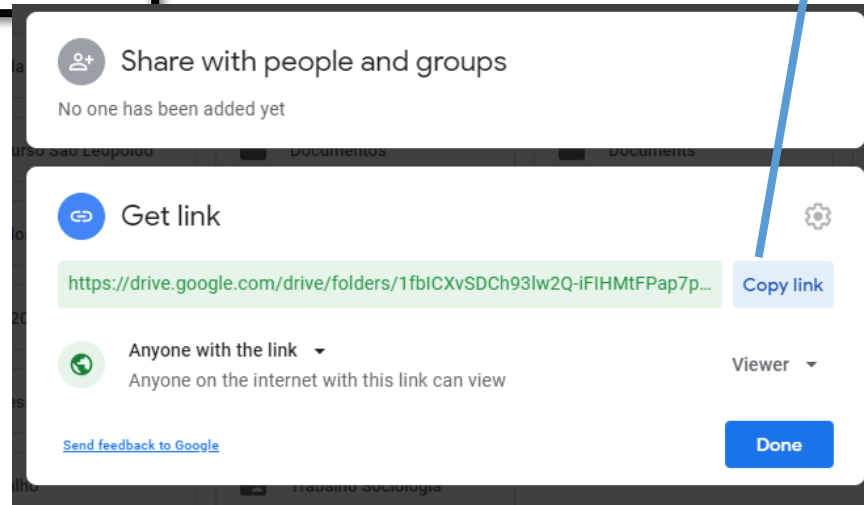 Share with people and groups
No one has been added yet
Documentos
Documents
Get link
https://drive.google.com/drive/folders/1fbICXvSDCh93lw2Q-iFIHMtFPap7p...
Copy link
Anyone with the link
Viewer
Anyone on the internet with this link can view
Send feedback to Google
Done
Trabalho Sociologia